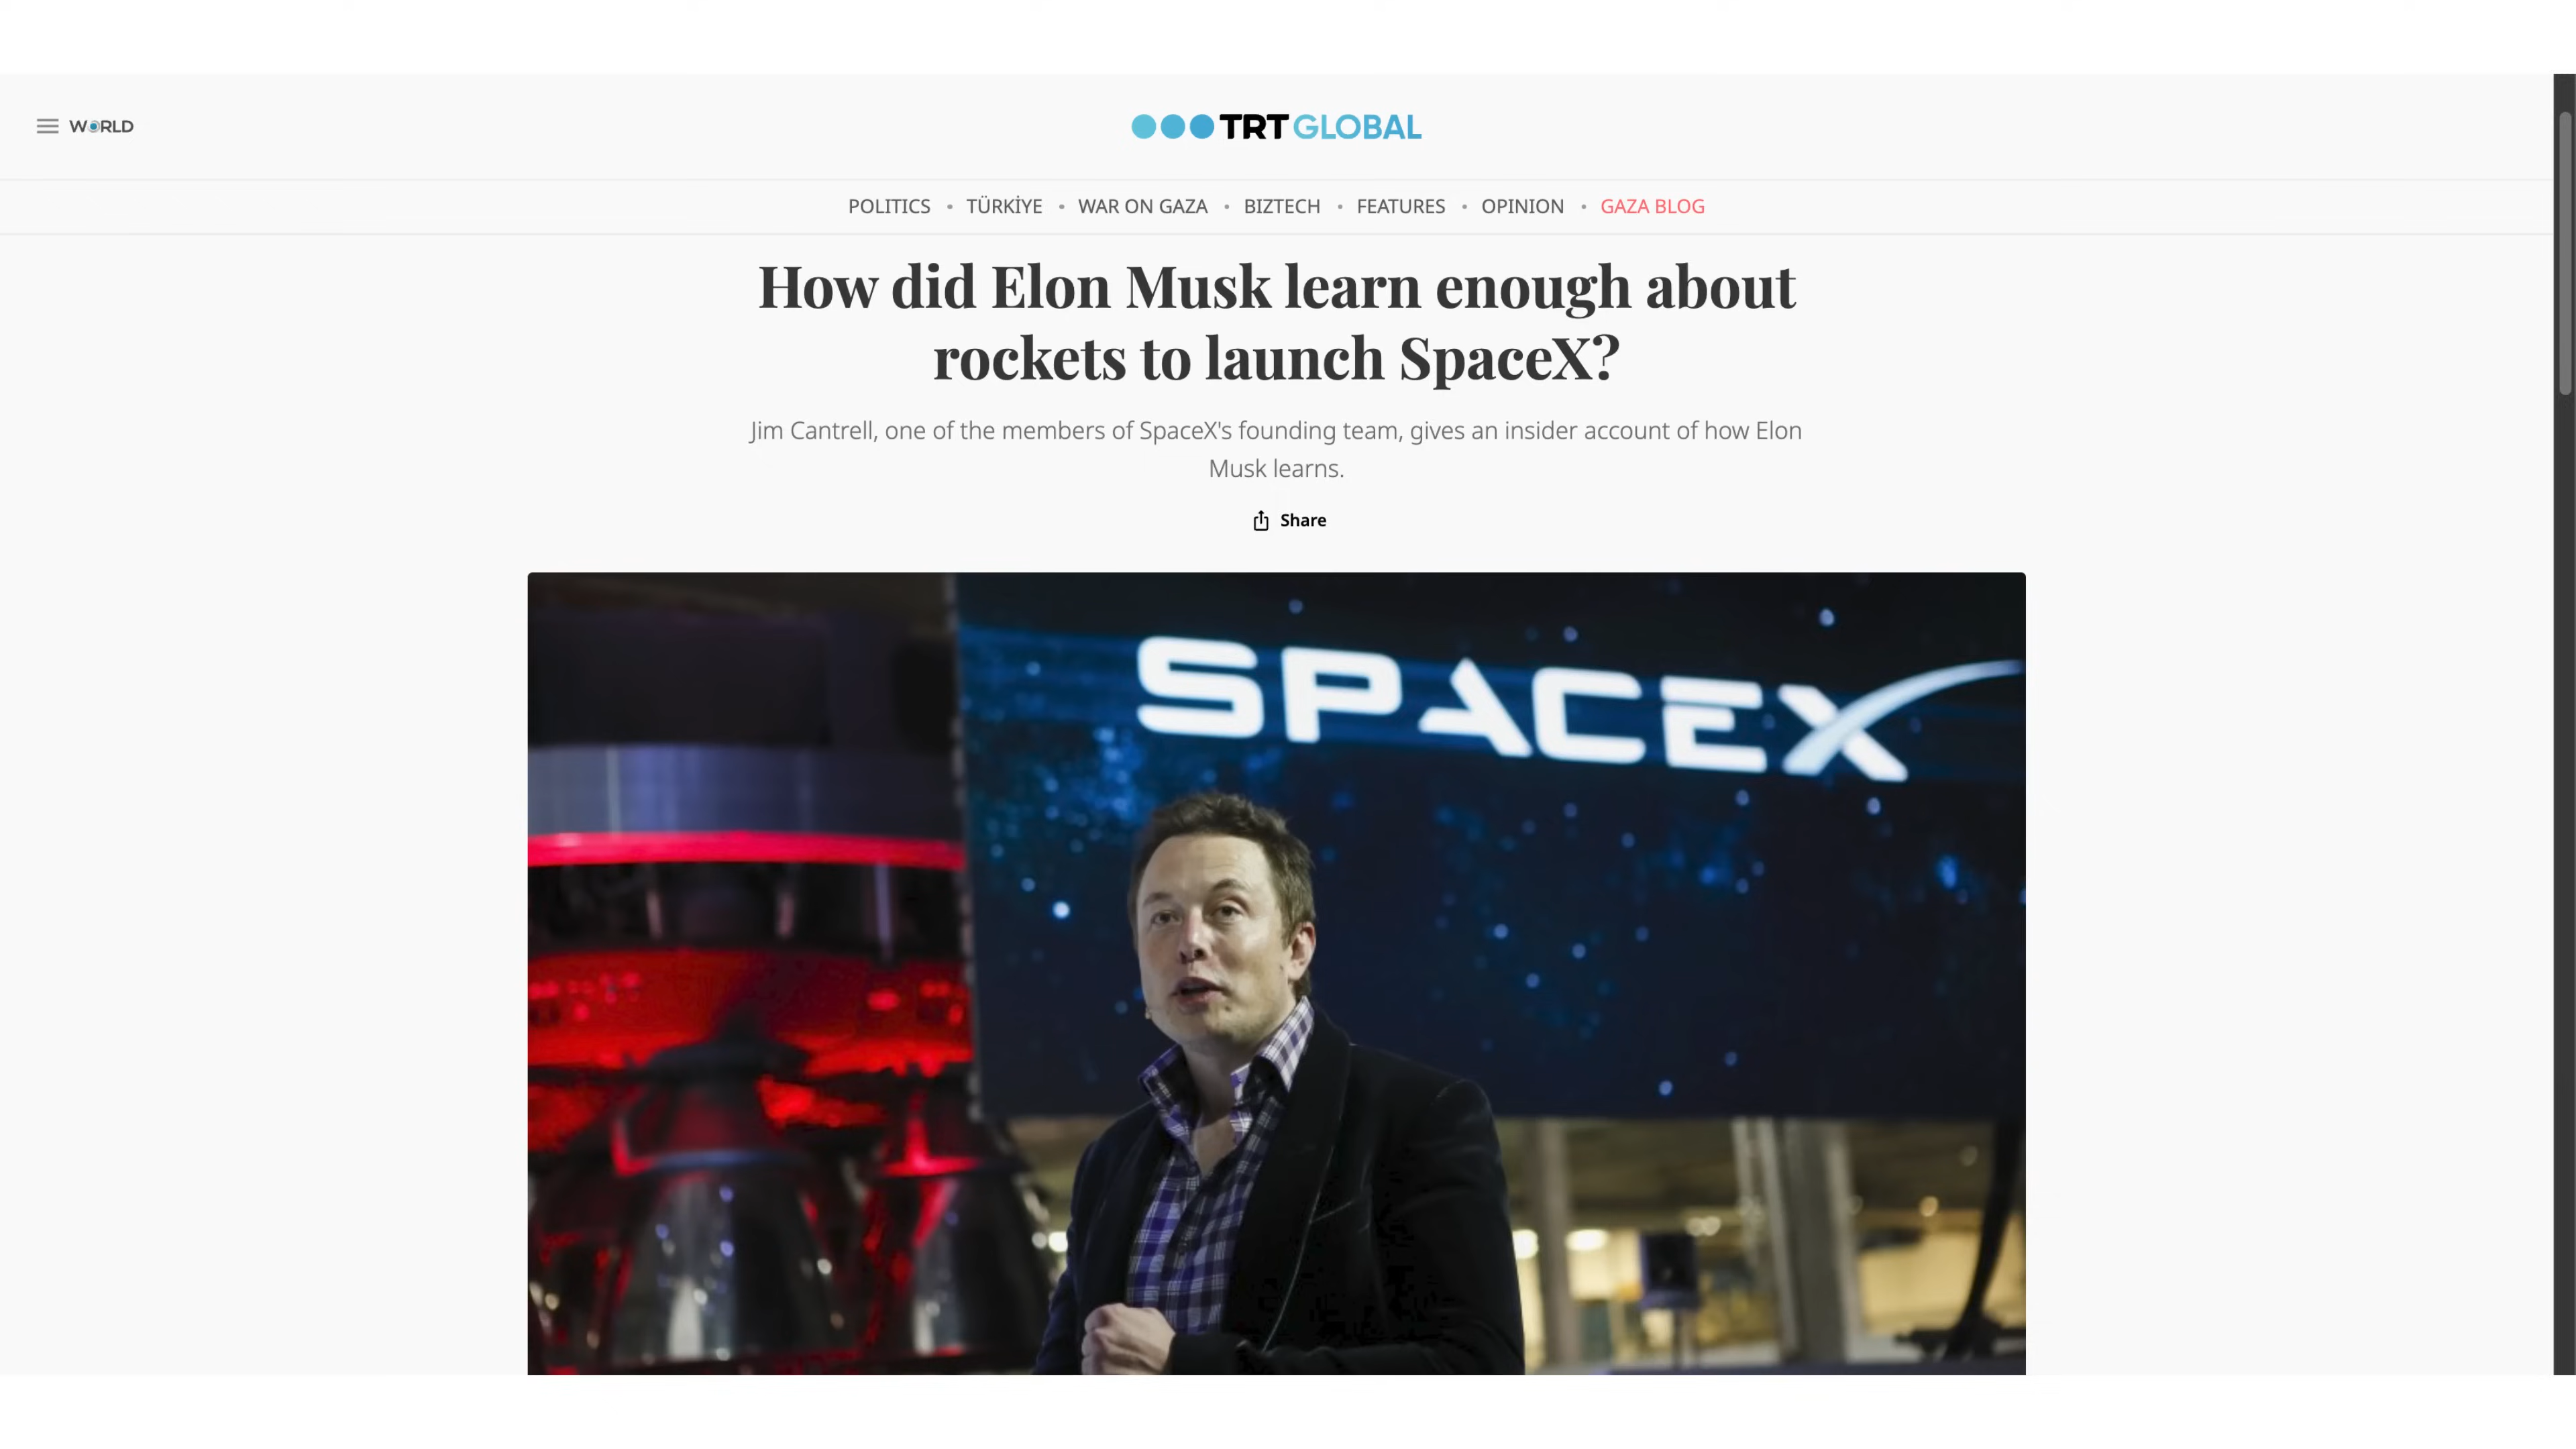 WORLD
TRT GLOBAL
POLITICS • TÜRKİYE • WAR ON GAZA • BIZTECH • FEATURES • OPINION • GAZA BLOG
How did Elon Musk learn enough about
rockets to launch SpaceX?
Jim Cantrell, one of the members of SpaceX's founding team, gives an insider account of how Elon
Musk learns.
Share
SPACEX